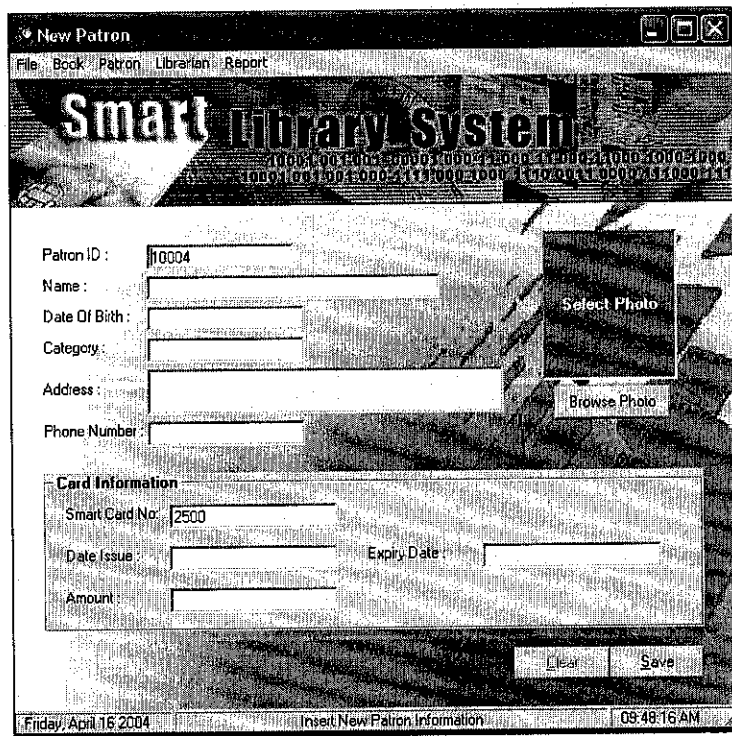 New Patron
File Book Patron Librarian Report
Smart Library System
Patron ID : 10004
Name :
Date Of Birth :
Category :
Address :
Phone Number :
Select Photo
Browse Photo
Card Information
Smart Card No: 2500
Date Issue :
Expiry Date :
Amount :
Clear Save
Friday, April 16 2004 Insert New Patron Information 09:48:16 AM